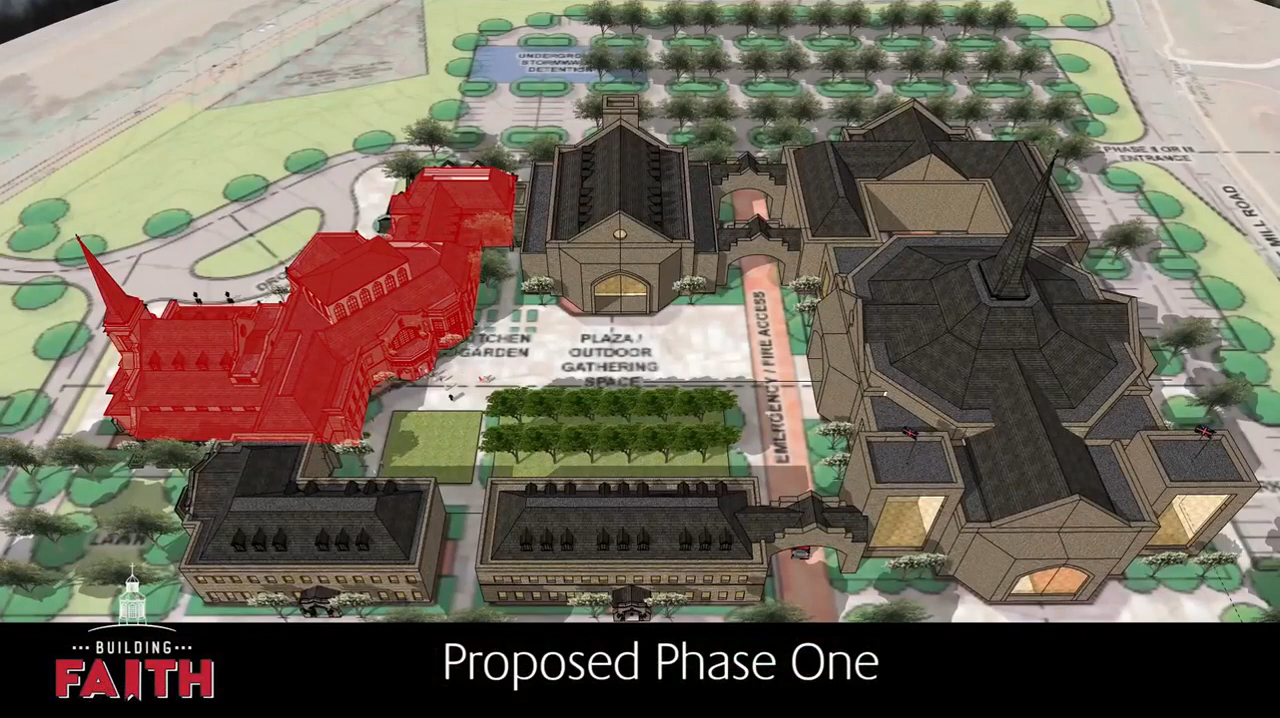 UNDERGROUND
STORMWATER
DETENTION
PHASE II OR III
ENTRANCE
MILL ROAD
KITCHEN
GARDEN
PLAZA /
OUTDOOR
GATHERING
SPACE
EMERGENCY / FIRE ACCESS
LAWN
BUILDING
FAITH
Proposed Phase One